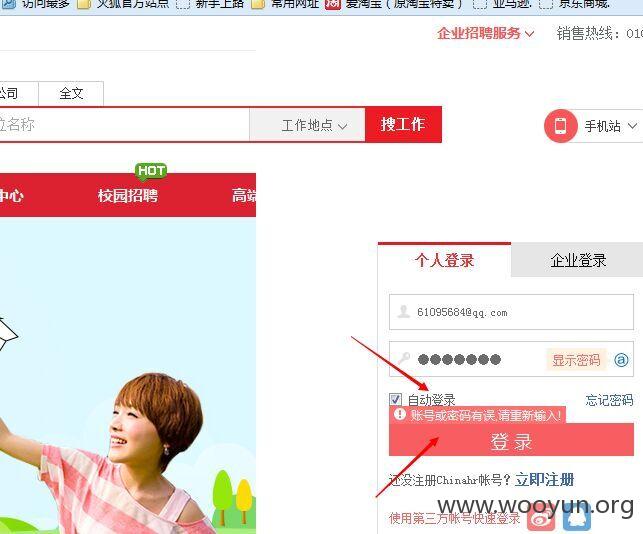 访问最多 火狐官方站点 新手上路 常用网址 爱淘宝（原淘宝特卖） 亚马逊. 京东商城.
企业招聘服务 销售热线：010
公司 全文
位名称 工作地点 搜工作 手机站
HOT
中心 校园招聘 高端
个人登录 企业登录
61095684@qq.com
显示密码 @
自动登录 忘记密码
账号或密码有误,请重新输入!
登录
还没注册Chinahr帐号？立即注册
www.wooyun.org
使用第三方帐号快速登录